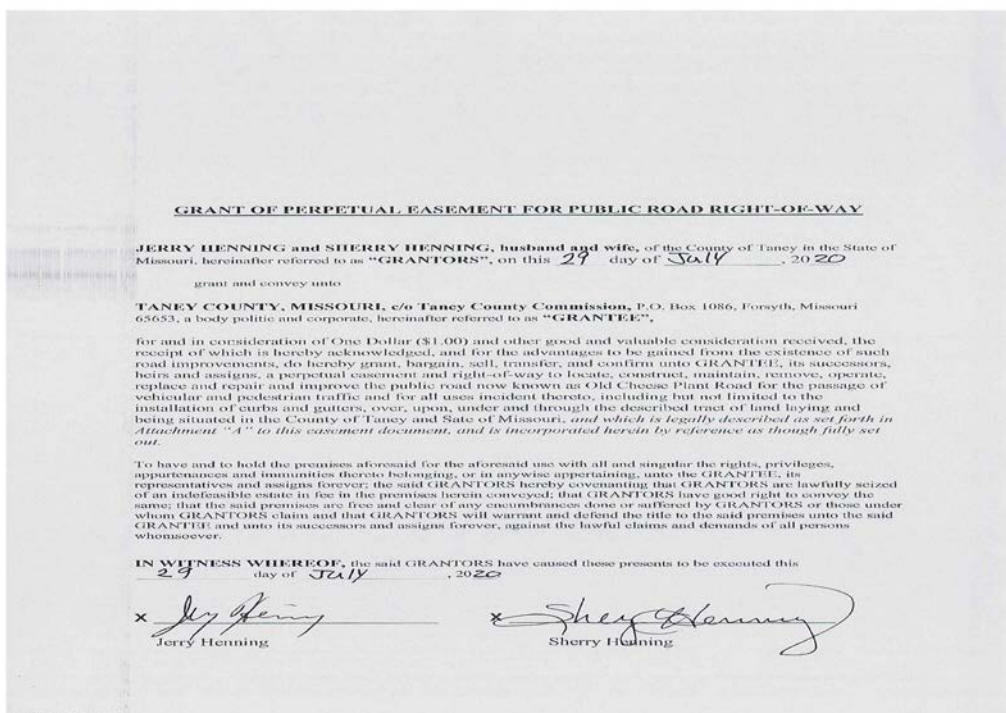 GRANT OF PERPETUAL EASEMENT FOR PUBLIC ROAD RIGHT-OF-WAY
JERRY HENNING and SHERRY HENNING, husband and wife, of the County of Taney in the State of
Missouri, hereinafter referred to as "GRANTORS", on this 29 day of July, 2020
grant and convey unto
TANEY COUNTY, MISSOURI, c/o Taney County Commission, P.O. Box 1086, Forsyth, Missouri
65653, a body politic and corporate, hereinafter referred to as "GRANTEE",
for and in consideration of One Dollar ($1.00) and other good and valuable consideration received, the
receipt of which is hereby acknowledged, and for the advantages to be gained from the existence of such
road improvements, do hereby grant, bargain, sell, transfer, and confirm unto GRANTEE, its successors,
heirs and assigns, a perpetual easement and right-of-way to locate, construct, maintain, remove, operate,
replace and repair and improve the public road now known as Old Cheese Plant Road for the passage of
vehicular and pedestrian traffic and for all uses incident thereto, including but not limited to the
installation of curbs and gutters, over, upon, under and through the described tract of land laying and
being situated in the County of Taney and Sate of Missouri, and which is legally described as set forth in
Attachment "A" to this easement document, and is incorporated herein by reference as though fully set
out.
To have and to hold the premises aforesaid for the aforesaid use with all and singular the rights, privileges,
appurtenances and immunities thereto belonging, or in anywise appertaining, unto the GRANTEE, its
representatives and assigns forever; the said GRANTORS hereby covenanting that GRANTORS are lawfully seized
of an indefeasible estate in fee in the premises herein conveyed; that GRANTORS have good right to convey the
same; that the said premises are free and clear of any encumbrances done or suffered by GRANTORS or those under
whom GRANTORS claim and that GRANTORS will warrant and defend the title to the said premises unto the said
GRANTEE and unto its successors and assigns forever, against the lawful claims and demands of all persons
whomsoever.
IN WITNESS WHEREOF, the said GRANTORS have caused these presents to be executed this
29 day of July, 2020
x Jerry Henning x Sherry Henning
Jerry Henning Sherry Henning